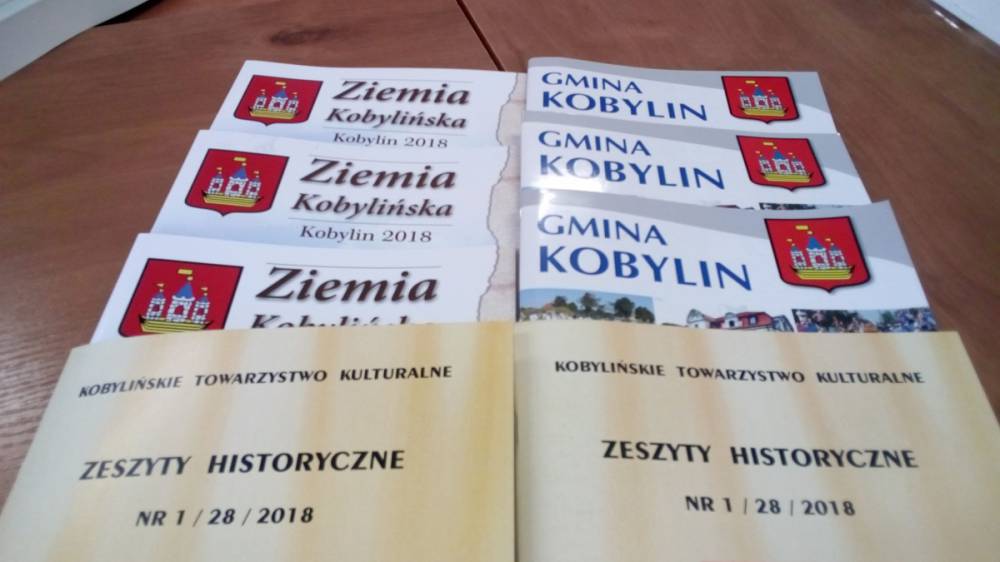 Ziemia
Kobylińska
Kobylin 2018
Ziemia
Kobylińska
Kobylin 2018
Ziemia
Kobylińska
GMINA
KOBYLIN
GMINA
KOBYLIN
GMINA
KOBYLIN
KOBYLIŃSKIE TOWARZYSTWO KULTURALNE
ZESZYTY HISTORYCZNE
NR 1 / 28 / 2018
KOBYLIŃSKIE TOWARZYSTWO KULTURALNE
ZESZYTY HISTORYCZNE
NR 1 / 28 / 2018